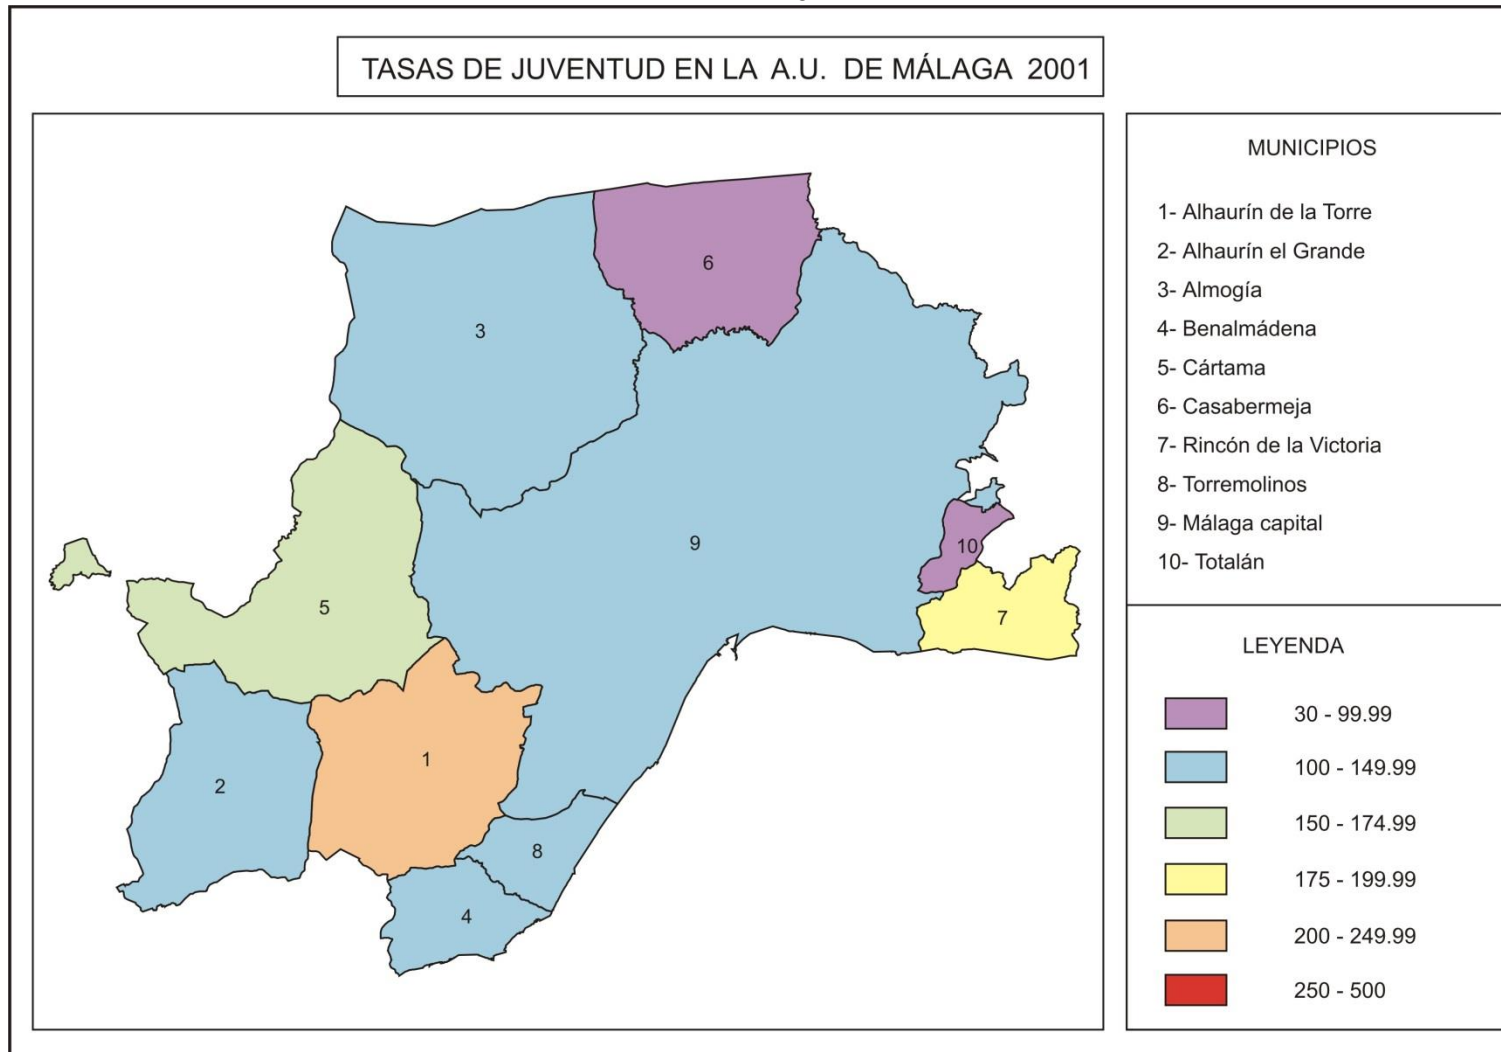 TASAS DE JUVENTUD EN LA A.U. DE MÁLAGA 2001
MUNICIPIOS
1- Alhaurín de la Torre
2- Alhaurín el Grande
3- Almogía
4- Benalmádena
5- Cártama
6- Casabermeja
7- Rincón de la Victoria
8- Torremolinos
9- Málaga capital
10- Totalán
LEYENDA
30 - 99.99
100 - 149.99
150 - 174.99
175 - 199.99
200 - 249.99
250 - 500
6
3
9
10
5
7
1
2
8
4